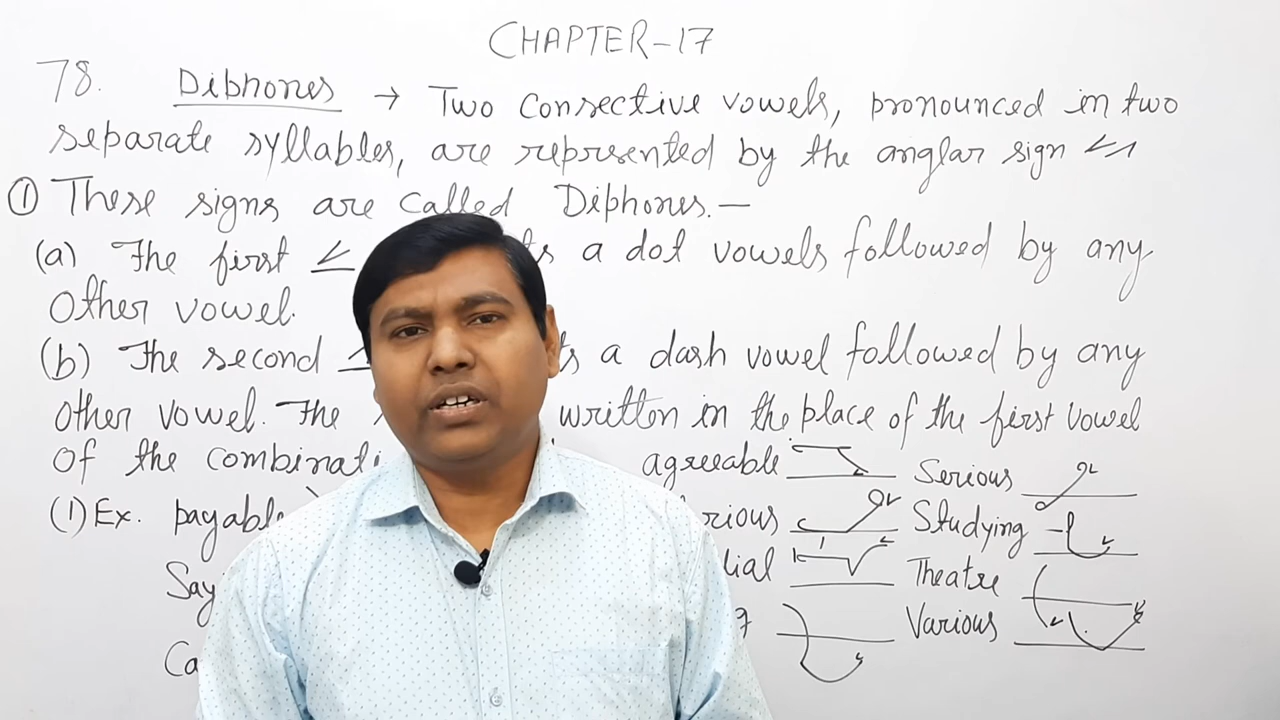 CHAPTER-17
78. Diphones → Two Consective vowels, pronounced in two
separate syllables, are represented by the anglar sign
① These signs are called Diphones.—
(a) The first a dot vowels followed by any
Other vowel.
(b) The second a dash vowel followed by any
Other vowel. The written in the place of the first vowel
Of the agreeable Serious
(1) Ex. payable Studying
Theatre
Various